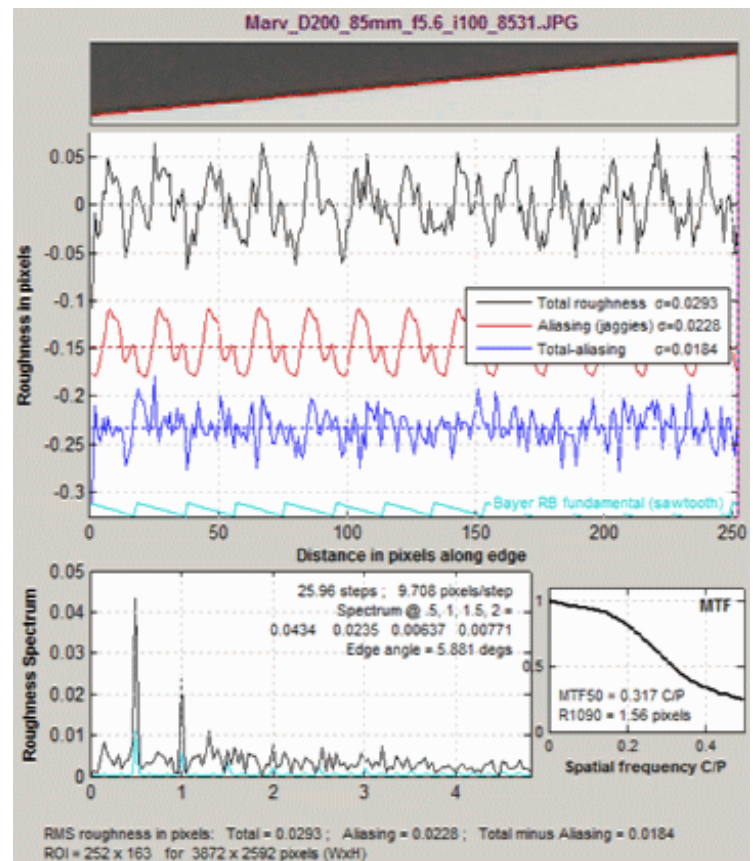 Marv_D200_85mm_f5.6_i100_8531.JPG
0.05
0
-0.05
-0.1
-0.15
-0.2
-0.25
-0.3
Roughness in pixels
Total roughness σ=0.0293
Aliasing (jaggies) σ=0.0228
Total-aliasing σ=0.0184
Bayer RB fundamental (sawtooth)
0 50 100 150 200 250
Distance in pixels along edge
0.05
0.04
0.03
0.02
0.01
0
Roughness Spectrum
25.96 steps ; 9.708 pixels/step
Spectrum @ .5, 1, 1.5, 2 =
0.0434 0.0235 0.00637 0.00771
Edge angle = 5.881 degs
0 1 2 3 4
1
0.5
0
MTF
MTF50 = 0.317 C/P
R1090 = 1.56 pixels
0 0.2 0.4
Spatial frequency C/P
RMS roughness in pixels: Total = 0.0293 ; Aliasing = 0.0228 ; Total minus Aliasing = 0.0184
ROI = 252 x 163 for 3872 x 2592 pixels (WxH)